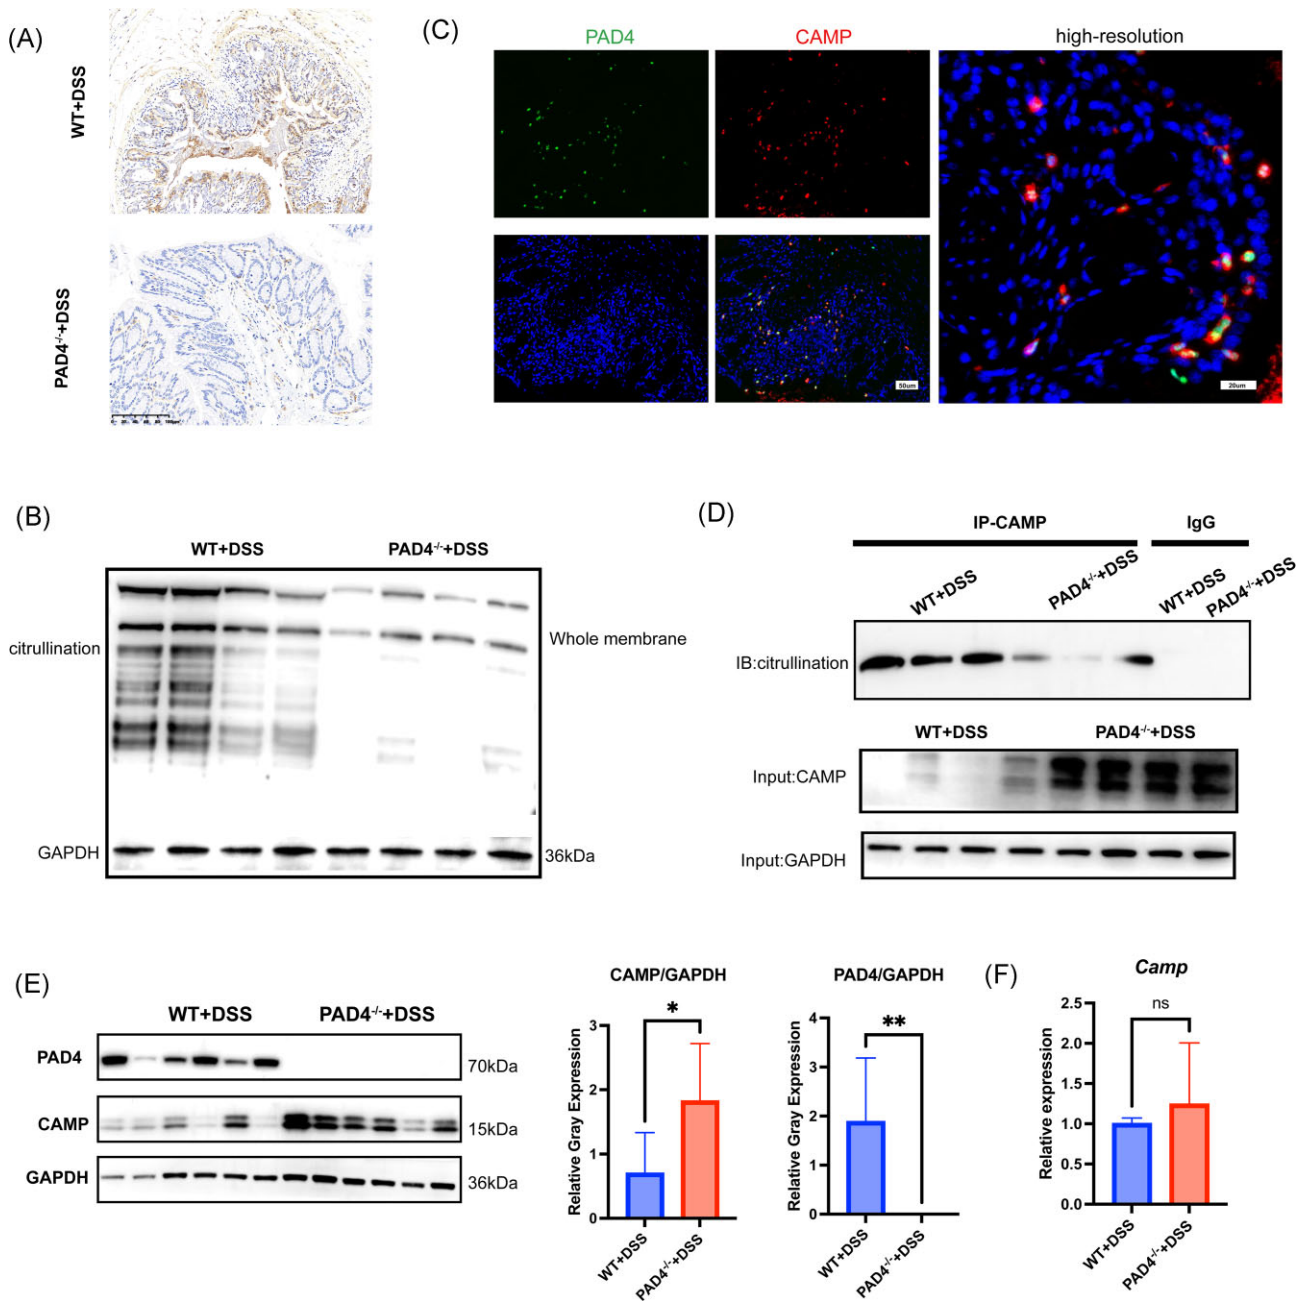 (A)
WT+DSS
PAD4-/-+DSS
(C)
PAD4
CAMP
high-resolution
50um
20um
(B)
WT+DSS
PAD4-/-+DSS
citrullination
Whole membrane
GAPDH
36kDa
(D)
IP-CAMP
IgG
WT+DSS
PAD4-/-+DSS
WT+DSS
PAD4-/-+DSS
IB:citrullination
WT+DSS
PAD4-/-+DSS
Input:CAMP
Input:GAPDH
(E)
WT+DSS
PAD4-/-+DSS
PAD4
70kDa
CAMP
15kDa
GAPDH
36kDa
CAMP/GAPDH
Relative Gray Expression
3
2
1
0
*
WT+DSS
PAD4-/-+DSS
PAD4/GAPDH
Relative Gray Expression
4
3
2
1
0
**
WT+DSS
PAD4-/-+DSS
(F)
Camp
Relative expression
2.5
2.0
1.5
1.0
0.5
0.0
ns
WT+DSS
PAD4-/-+DSS